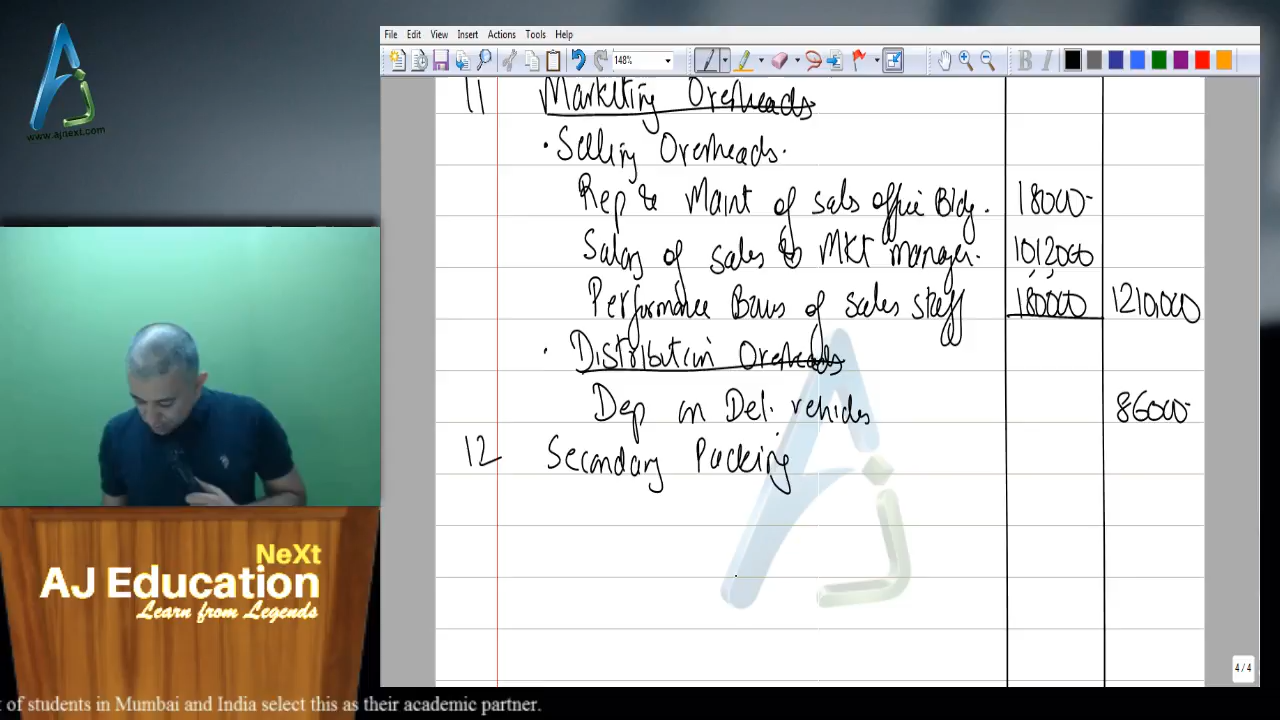 www.ajnext.com
File Edit View Insert Actions Tools Help
148%
B I
11 Marketing Overheads
· Selling Overheads.
Rep & Maint of sales office Bldg. 18000
Salary of sales & Mkt manager. 1012000
Performance Bonus of sales staff 180000 1210,000
· Distribution Overheads
Dep on Del. vehicles 86000
12 Secondary Packing
4/4
NeXt
AJ Education
Learn from Legends
t of students in Mumbai and India select this as their academic partner.